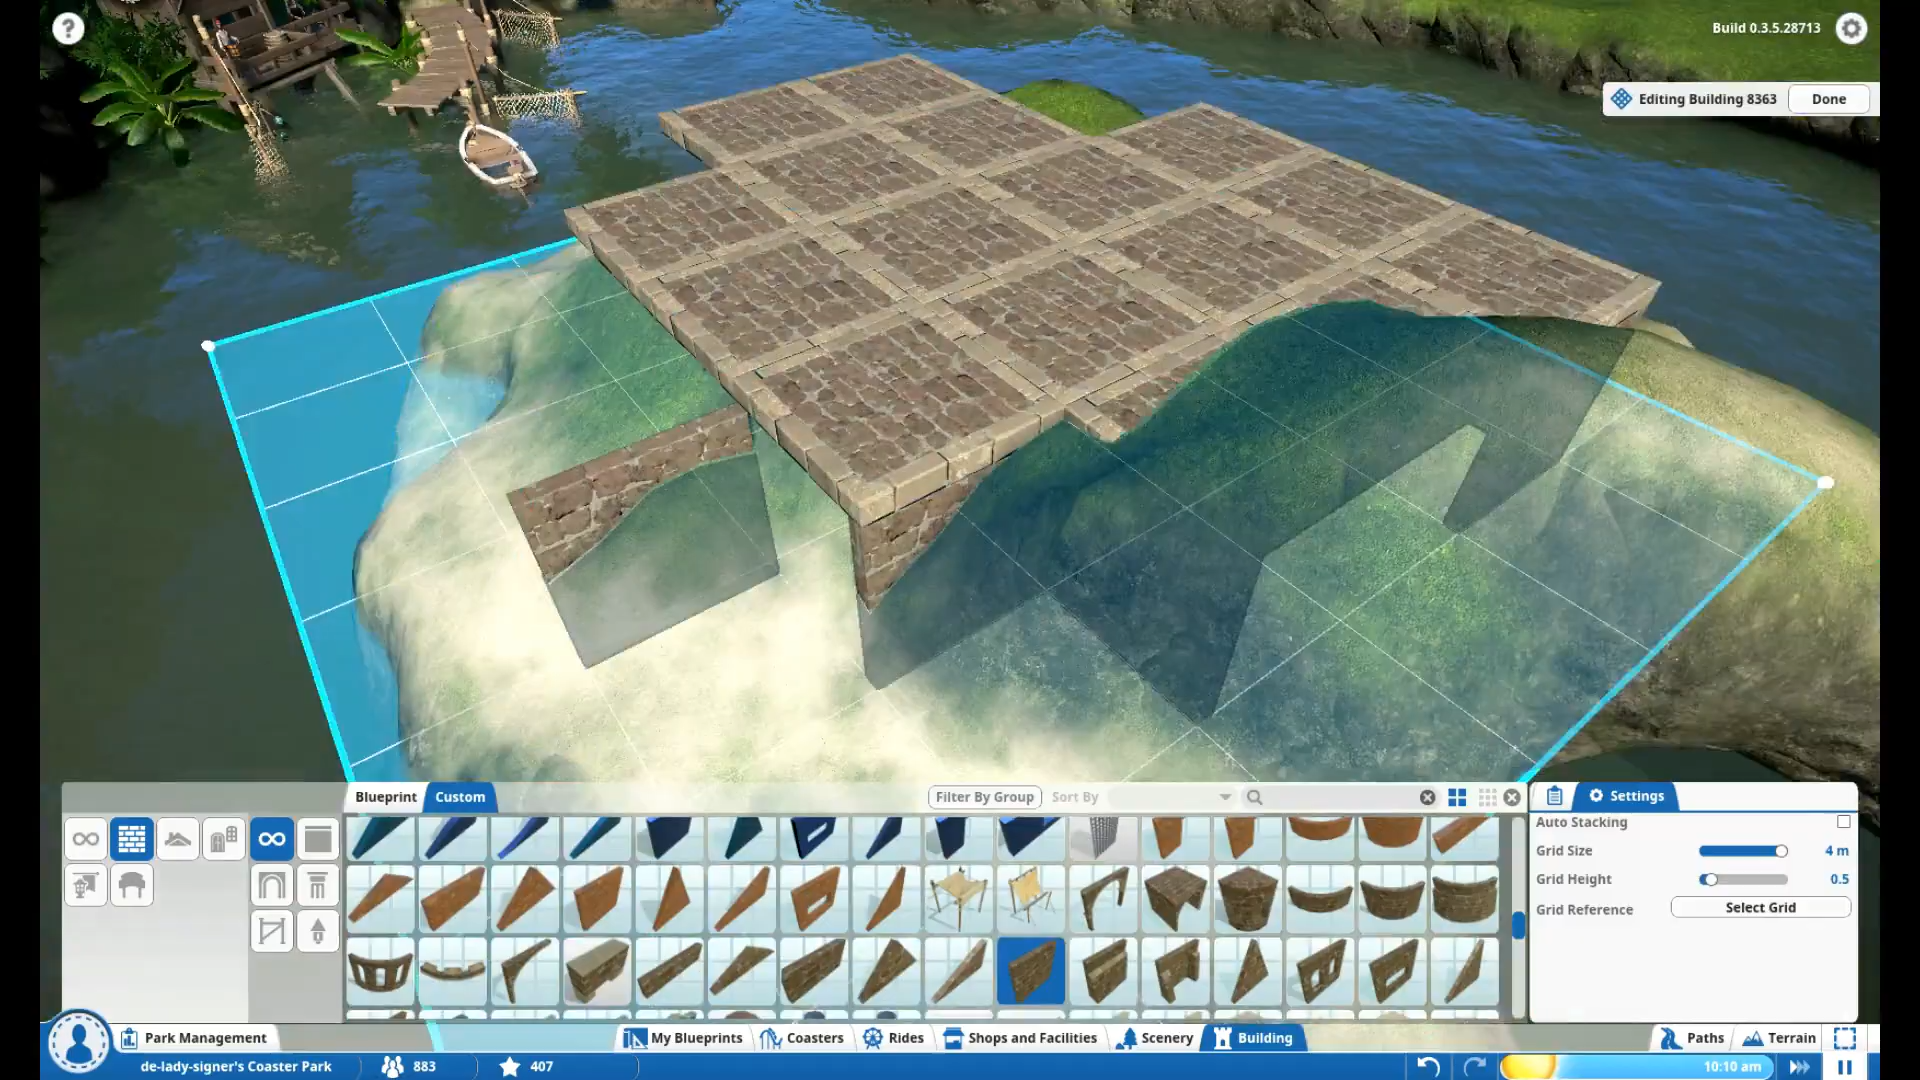 ?
Build 0.3.5.28713
Editing Building 8363 Done
Blueprint Custom Filter By Group Sort By
Settings
Auto Stacking
Grid Size 4 m
Grid Height 0.5
Grid Reference Select Grid
Park Management My Blueprints Coasters Rides Shops and Facilities Scenery Building Paths Terrain
de-lady-signer's Coaster Park 883 407 10:10 am